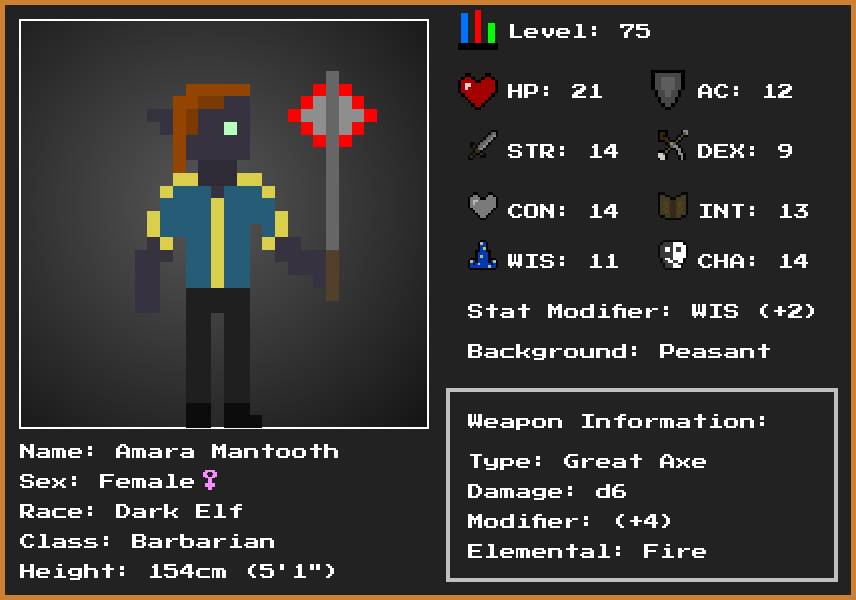 Level: 75
HP: 21 AC: 12
STR: 14 DEX: 9
CON: 14 INT: 13
WIS: 11 CHA: 14
Stat Modifier: WIS (+2)
Background: Peasant
Weapon Information:
Type: Great Axe
Damage: d6
Modifier: (+4)
Elemental: Fire
Name: Amara Mantooth
Sex: Female♀
Race: Dark Elf
Class: Barbarian
Height: 154cm (5'1")